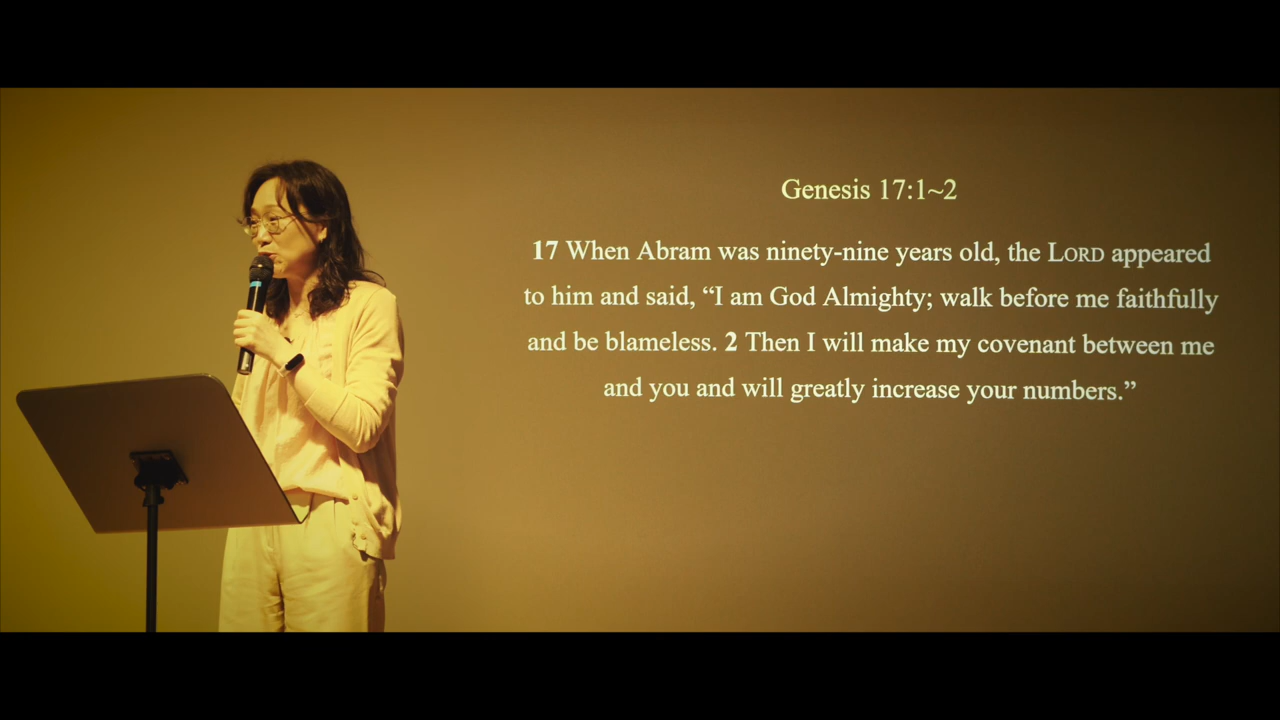 Genesis 17:1~2
17 When Abram was ninety-nine years old, the LORD appeared
to him and said, “I am God Almighty; walk before me faithfully
and be blameless. 2 Then I will make my covenant between me
and you and will greatly increase your numbers.”